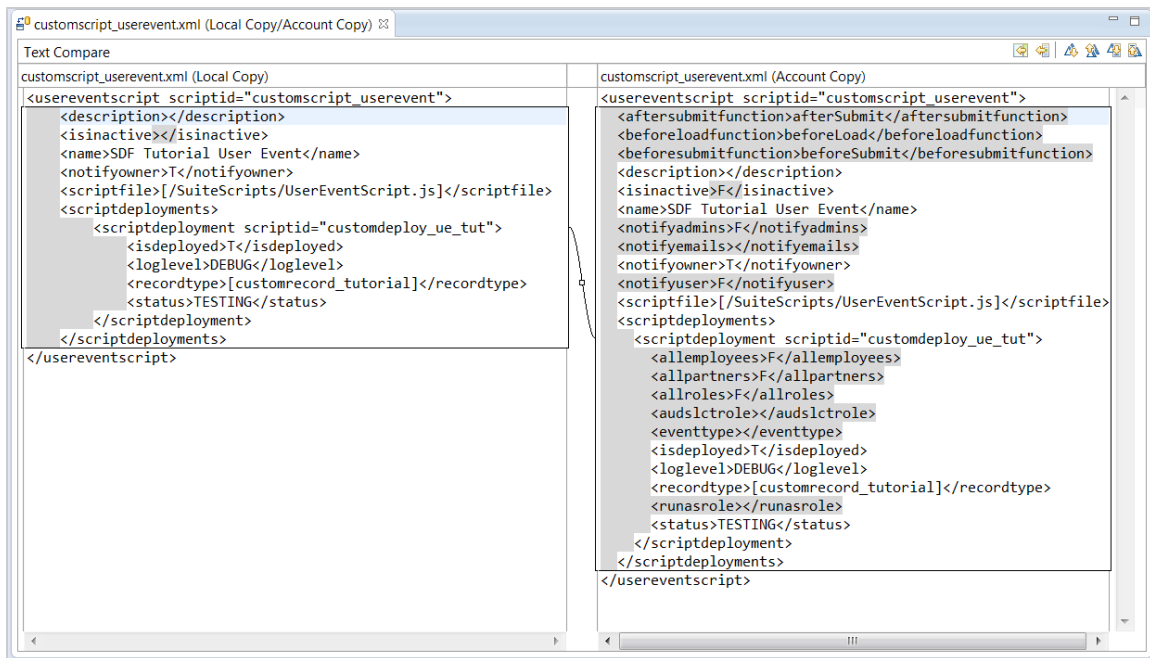 customscript_userevent.xml (Local Copy/Account Copy)
Text Compare
customscript_userevent.xml (Local Copy)
<usereventscript scriptid="customscript_userevent">
<description></description>
<isinactive></isinactive>
<name>SDF Tutorial User Event</name>
<notifyowner>T</notifyowner>
<scriptfile>[/SuiteScripts/UserEventScript.js]</scriptfile>
<scriptdeployments>
<scriptdeployment scriptid="customdeploy_ue_tut">
<isdeployed>T</isdeployed>
<loglevel>DEBUG</loglevel>
<recordtype>[customrecord_tutorial]</recordtype>
<status>TESTING</status>
</scriptdeployment>
</scriptdeployments>
</usereventscript>
customscript_userevent.xml (Account Copy)
<usereventscript scriptid="customscript_userevent">
<aftersubmitfunction>afterSubmit</aftersubmitfunction>
<beforeloadfunction>beforeLoad</beforeloadfunction>
<beforesubmitfunction>beforeSubmit</beforesubmitfunction>
<description></description>
<isinactive>F</isinactive>
<name>SDF Tutorial User Event</name>
<notifyadmins>F</notifyadmins>
<notifyemails></notifyemails>
<notifyowner>T</notifyowner>
<notifyuser>F</notifyuser>
<scriptfile>[/SuiteScripts/UserEventScript.js]</scriptfile>
<scriptdeployments>
<scriptdeployment scriptid="customdeploy_ue_tut">
<allemployees>F</allemployees>
<allpartners>F</allpartners>
<allroles>F</allroles>
<audslctrole></audslctrole>
<eventtype></eventtype>
<isdeployed>T</isdeployed>
<loglevel>DEBUG</loglevel>
<recordtype>[customrecord_tutorial]</recordtype>
<runasrole></runasrole>
<status>TESTING</status>
</scriptdeployment>
</scriptdeployments>
</usereventscript>